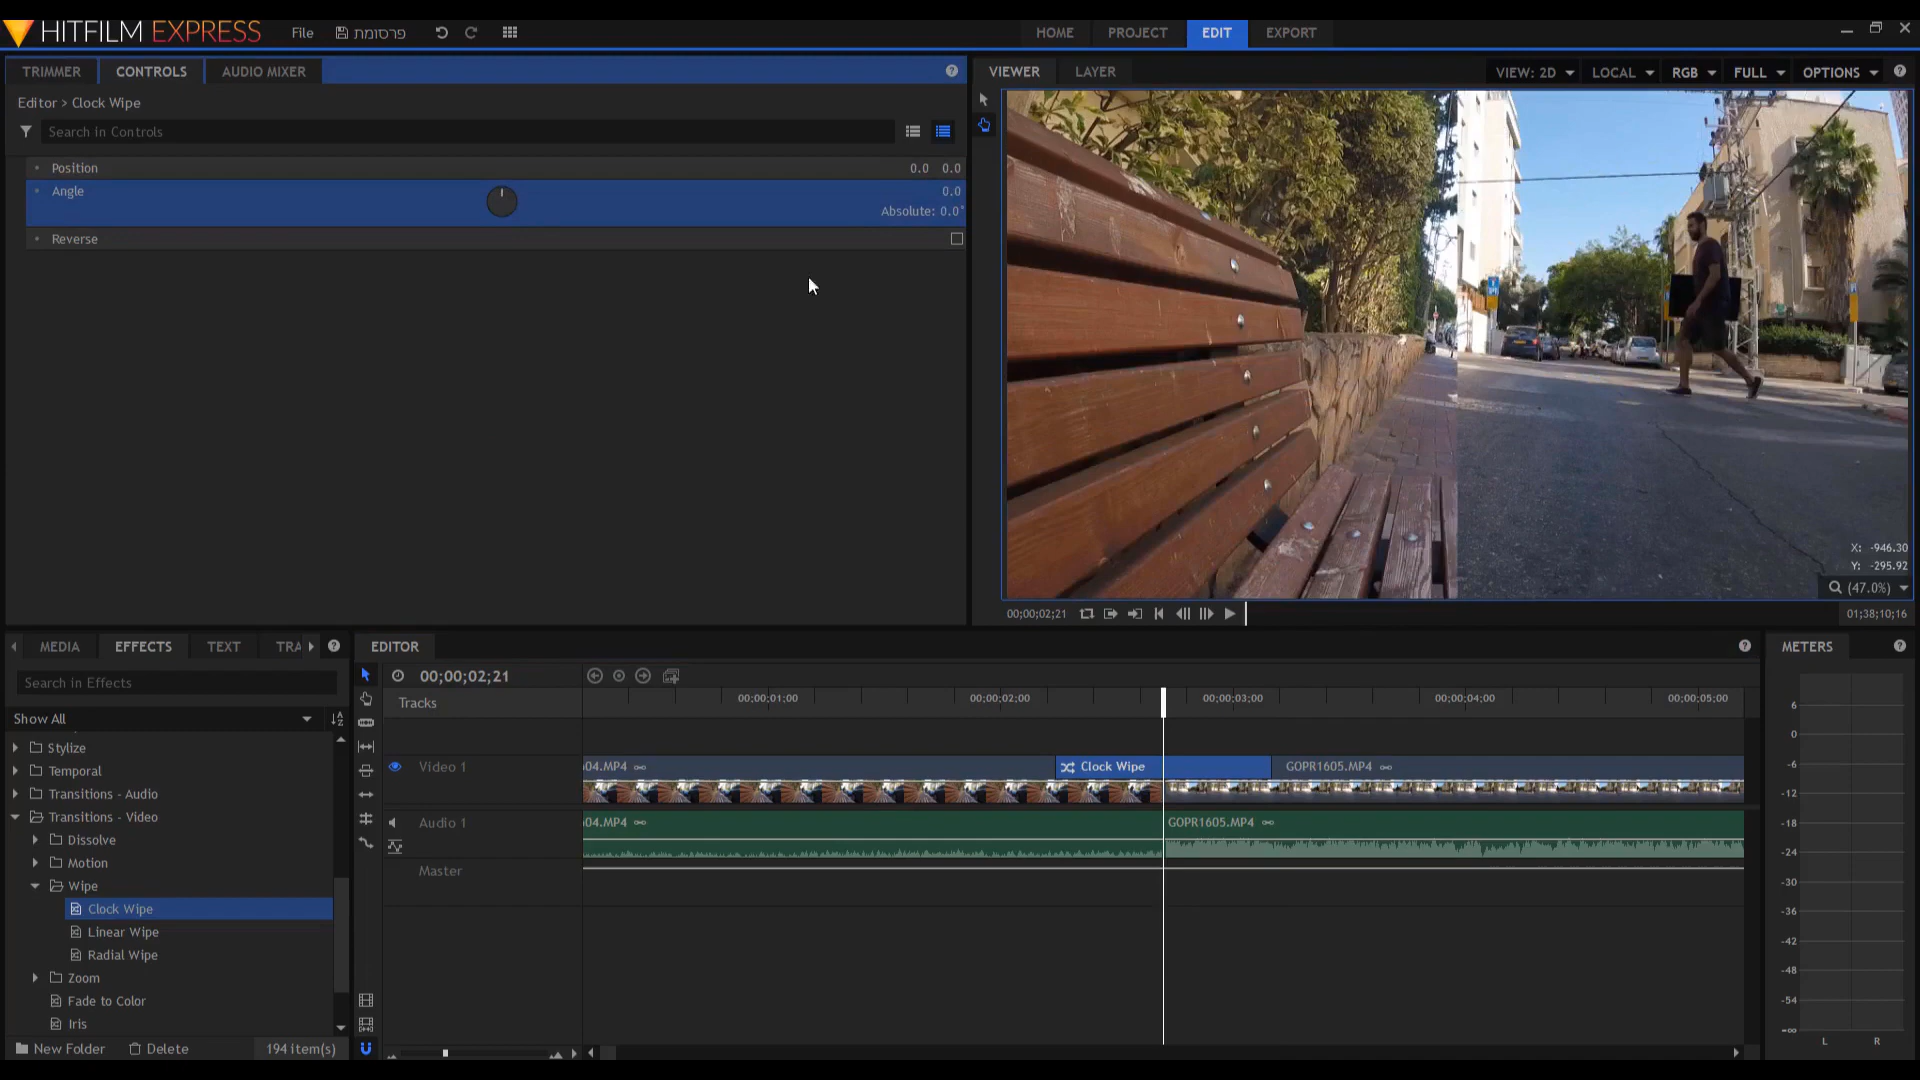 HITFILM EXPRESS
File
פרסומת
HOME
PROJECT
EDIT
EXPORT
TRIMMER
CONTROLS
AUDIO MIXER
Editor > Clock Wipe
Search in Controls
Position
0.0 0.0
Angle
0.0
Absolute: 0.0°
Reverse
VIEWER
LAYER
VIEW: 2D
LOCAL
RGB
FULL
OPTIONS
X: -946.30
Y: -295.92
(47.0%)
00;00;02;21
01;38;10;16
MEDIA
EFFECTS
TEXT
TRA
Search in Effects
Show All
Stylize
Temporal
Transitions - Audio
Transitions - Video
Dissolve
Motion
Wipe
Clock Wipe
Linear Wipe
Radial Wipe
Zoom
Fade to Color
Iris
New Folder
Delete
194 item(s)
EDITOR
00;00;02;21
Tracks
00;00;01;00
00;00;02;00
00;00;03;00
00;00;04;00
00;00;05;00
Video 1
04.MP4
Clock Wipe
GOPR1605.MP4
Audio 1
04.MP4
GOPR1605.MP4
Master
METERS
6
0
-6
-12
-18
-24
-30
-36
-42
-48
-54
-∞
L
R